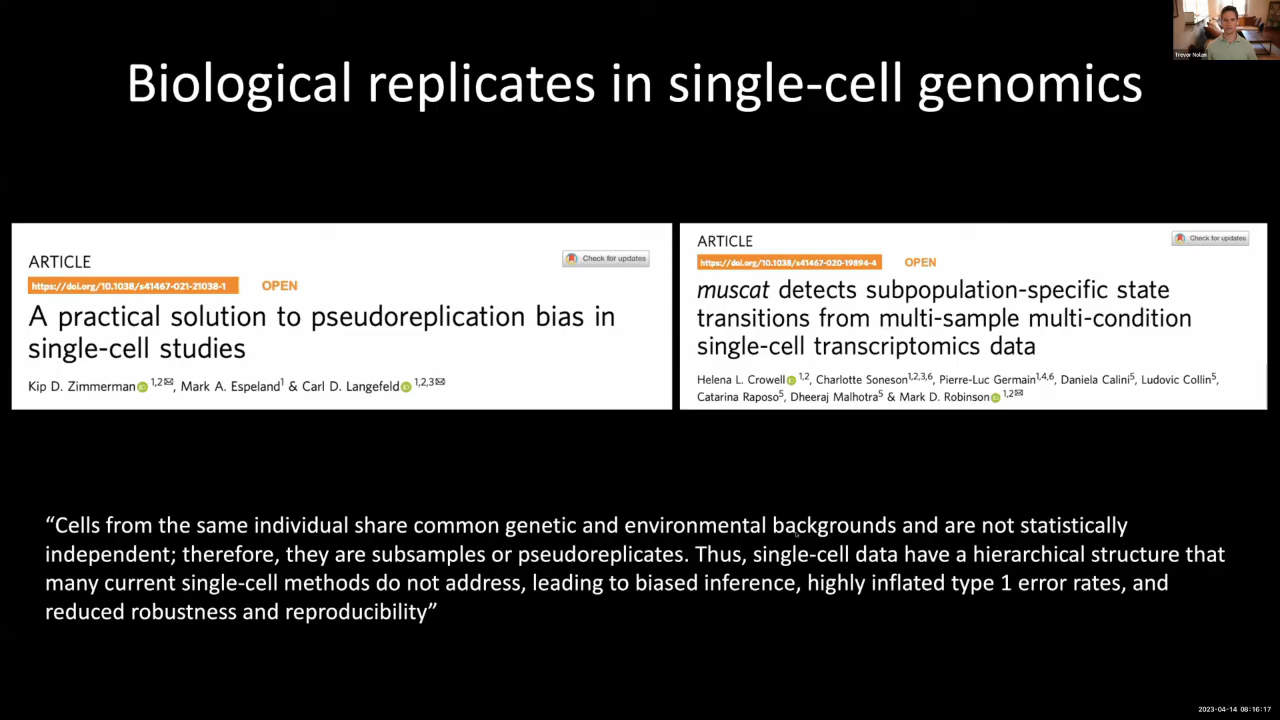 Trevor Nolan
Biological replicates in single-cell genomics
ARTICLE
Check for updates
https://doi.org/10.1038/s41467-021-21038-1 OPEN
A practical solution to pseudoreplication bias in
single-cell studies
Kip D. Zimmerman 1,2✉, Mark A. Espeland1 & Carl D. Langefeld 1,2,3✉
ARTICLE
Check for updates
https://doi.org/10.1038/s41467-020-19894-4 OPEN
muscat detects subpopulation-specific state
transitions from multi-sample multi-condition
single-cell transcriptomics data
Helena L. Crowell 1,2, Charlotte Soneson1,2,3,6, Pierre-Luc Germain1,4,6, Daniela Calini5, Ludovic Collin5,
Catarina Raposo5, Dheeraj Malhotra5 & Mark D. Robinson 1,2✉
“Cells from the same individual share common genetic and environmental backgrounds and are not statistically
independent; therefore, they are subsamples or pseudoreplicates. Thus, single-cell data have a hierarchical structure that
many current single-cell methods do not address, leading to biased inference, highly inflated type 1 error rates, and
reduced robustness and reproducibility”
2023-04-14 08:16:17